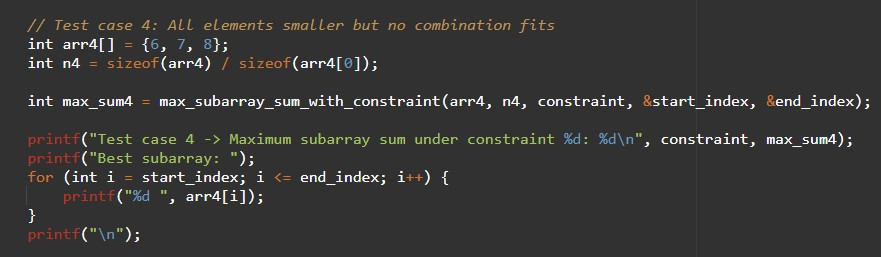 // Test case 4: All elements smaller but no combination fits
int arr4[] = {6, 7, 8};
int n4 = sizeof(arr4) / sizeof(arr4[0]);
int max_sum4 = max_subarray_sum_with_constraint(arr4, n4, constraint, &start_index, &end_index);
printf("Test case 4 -> Maximum subarray sum under constraint %d: %d\n", constraint, max_sum4);
printf("Best subarray: ");
for (int i = start_index; i <= end_index; i++) {
    printf("%d ", arr4[i]);
}
printf("\n");